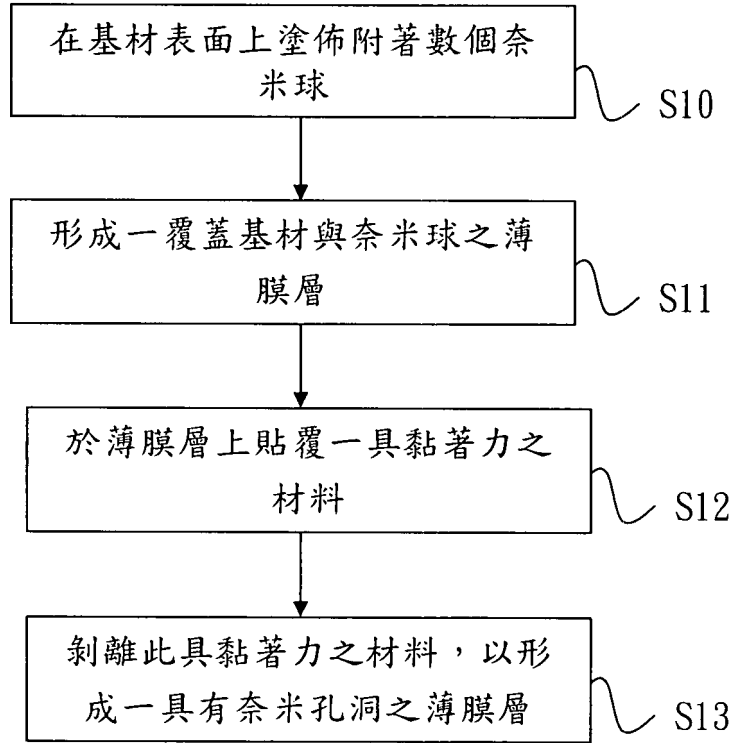 在基材表面上塗佈附著數個奈
米球
S10
形成一覆蓋基材與奈米球之薄
膜層
S11
於薄膜層上貼覆一具黏著力之
材料
S12
剝離此具黏著力之材料，以形
成一具有奈米孔洞之薄膜層
S13